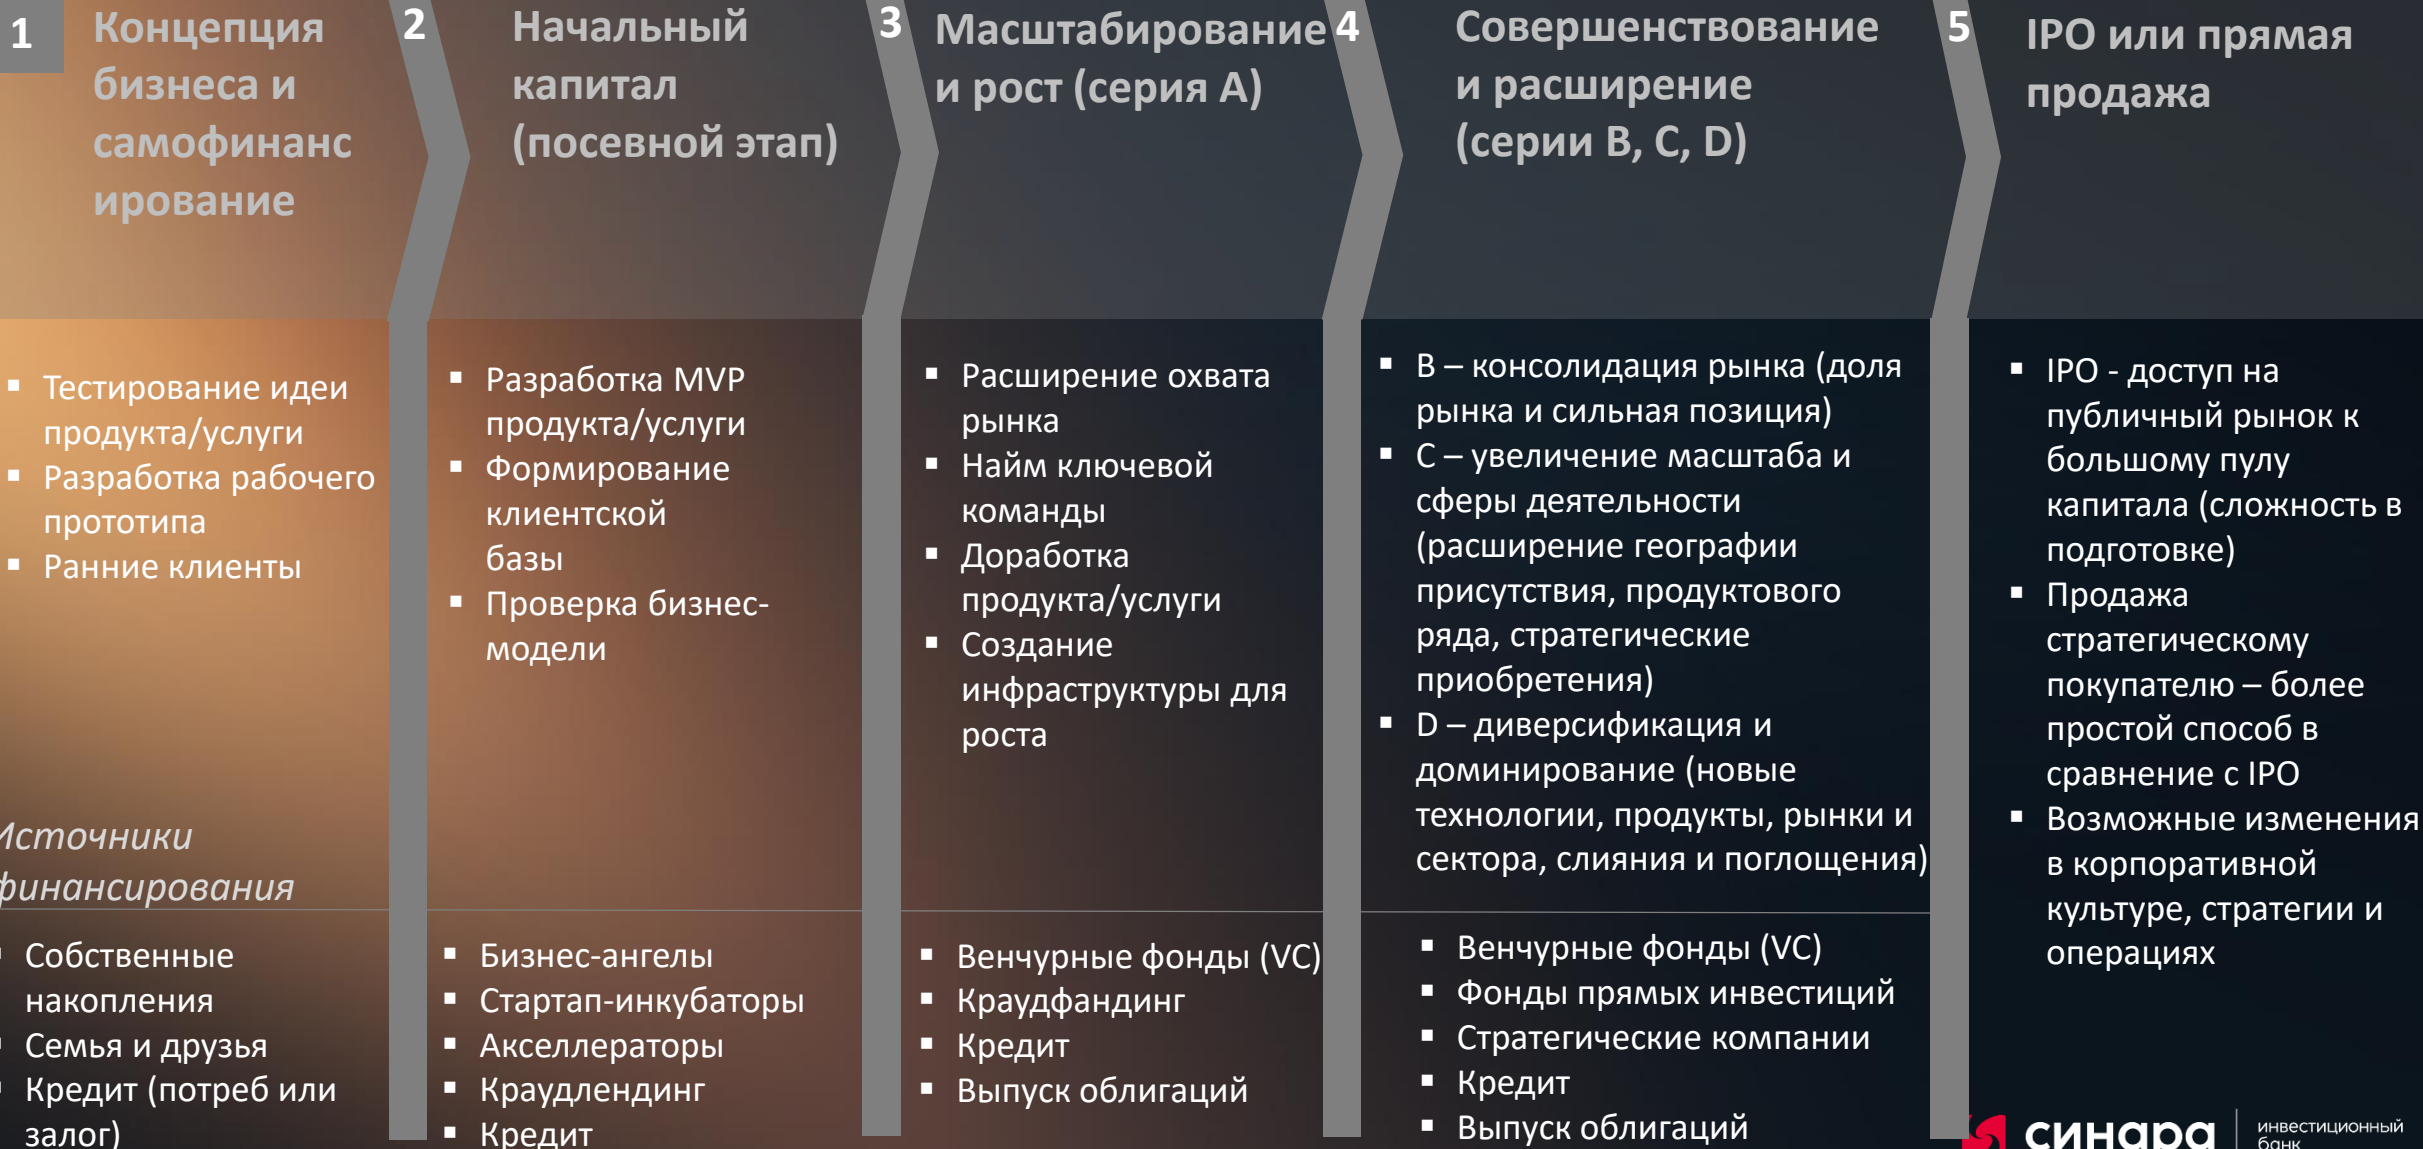 1
Концепция
бизнеса и
самофинанс
ирование
2
Начальный
капитал
(посевной этап)
3
Масштабирование
и рост (серия A)
4
Совершенствование
и расширение
(серии B, C, D)
5
IPO или прямая
продажа
▪ Тестирование идеи
продукта/услуги
▪ Разработка рабочего
прототипа
▪ Ранние клиенты
▪ Разработка MVP
продукта/услуги
▪ Формирование
клиентской
базы
▪ Проверка бизнес-
модели
▪ Расширение охвата
рынка
▪ Найм ключевой
команды
▪ Доработка
продукта/услуги
▪ Создание
инфраструктуры для
роста
▪ B – консолидация рынка (доля
рынка и сильная позиция)
▪ C – увеличение масштаба и
сферы деятельности
(расширение географии
присутствия, продуктового
ряда, стратегические
приобретения)
▪ D – диверсификация и
доминирование (новые
технологии, продукты, рынки и
сектора, слияния и поглощения)
▪ IPO - доступ на
публичный рынок к
большому пулу
капитала (сложность в
подготовке)
▪ Продажа
стратегическому
покупателю – более
простой способ в
сравнение с IPO
▪ Возможные изменения
в корпоративной
культуре, стратегии и
операциях
Источники
финансирования
▪ Собственные
накопления
▪ Семья и друзья
▪ Кредит (потреб или
залог)
▪ Бизнес-ангелы
▪ Стартап-инкубаторы
▪ Акселлераторы
▪ Краудлендинг
▪ Кредит
▪ Венчурные фонды (VC)
▪ Краудфандинг
▪ Кредит
▪ Выпуск облигаций
▪ Венчурные фонды (VC)
▪ Фонды прямых инвестиций
▪ Стратегические компании
▪ Кредит
▪ Выпуск облигаций
синара
инвестиционный
банк